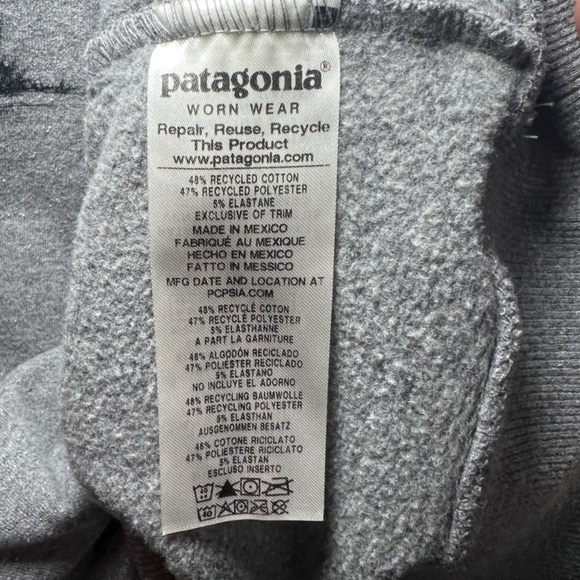 patagonia®
WORN WEAR
Repair, Reuse, Recycle
This Product
www.patagonia.com
48% RECYCLED COTTON
47% RECYCLED POLYESTER
5% ELASTANE
EXCLUSIVE OF TRIM
MADE IN MEXICO
FABRIQUÉ AU MEXIQUE
HECHO EN MEXICO
FATTO IN MESSICO
MFG DATE AND LOCATION AT
PCPSIA.COM
48% RECYCLÉ COTON
47% RECYCLÉ POLYESTER
5% ELASTHANNE
A PART LA GARNITURE
48% ALGODÓN RECICLADO
47% POLIÉSTER RECICLADO
5% ELASTANO
NO INCLUYE EL ADORNO
48% RECYCLING BAUMWOLLE
47% RECYCLING POLYESTER
5% ELASTHAN
AUSGENOMMEN BESATZ
48% COTONE RICICLATO
47% POLIESTERE RICICLATO
5% ELASTAN
ESCLUSO INSERTO
40
40